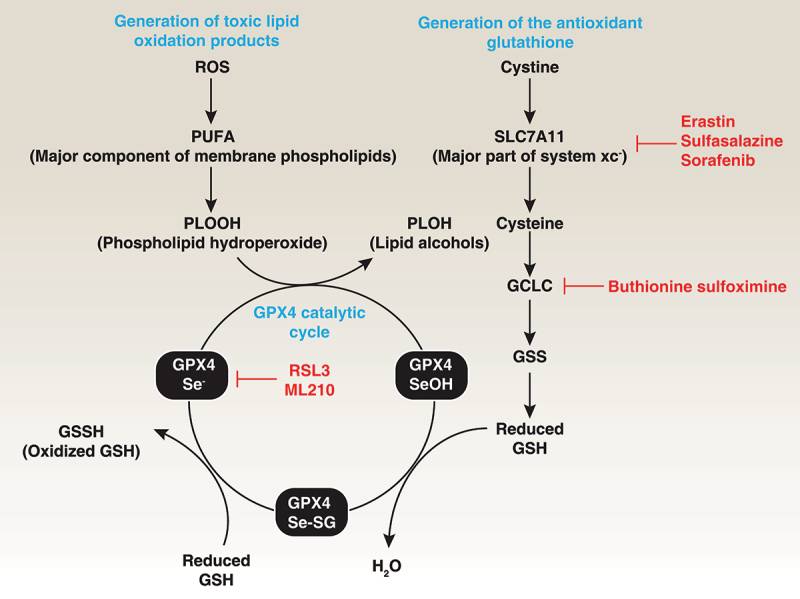 Generation of toxic lipid
oxidation products
ROS
PUFA
(Major component of membrane phospholipids)
PLOOH
(Phospholipid hydroperoxide)
PLOH
(Lipid alcohols)
Generation of the antioxidant
glutathione
Cystine
SLC7A11
(Major part of system xc-)
Erastin
Sulfasalazine
Sorafenib
Cysteine
GCLC
Buthionine sulfoximine
GSS
Reduced
GSH
GPX4 catalytic
cycle
GPX4
Se-
RSL3
ML210
GPX4
SeOH
GSSH
(Oxidized GSH)
GPX4
Se-SG
Reduced
GSH
H2O